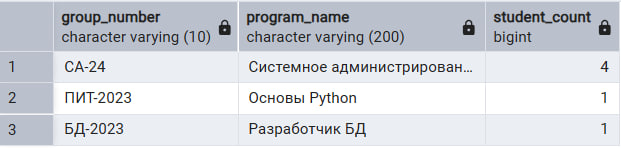 group_number program_name student_count
character varying (10) character varying (200) bigint
1 СА-24 Системное администрирован… 4
2 ПИТ-2023 Основы Python 1
3 БД-2023 Разработчик БД 1